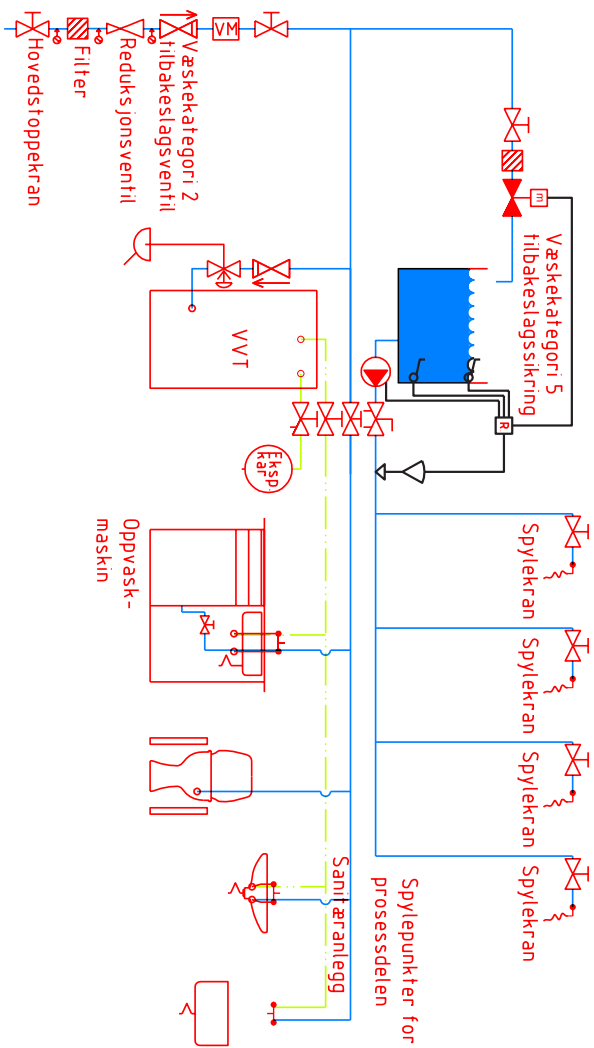 Hovedstoppekran
Filter
Reduksjonsventil
Væskekategori 2
tilbakeslagsventil
VM
m
Væskekategori 5
tilbakeslagssikring
R
VVT
Eksp.
kar
Oppvask-
maskin
Spylekran
Spylekran
Spylekran
Spylekran
Sanitæranlegg
Spylepunkter for
prosessdelen